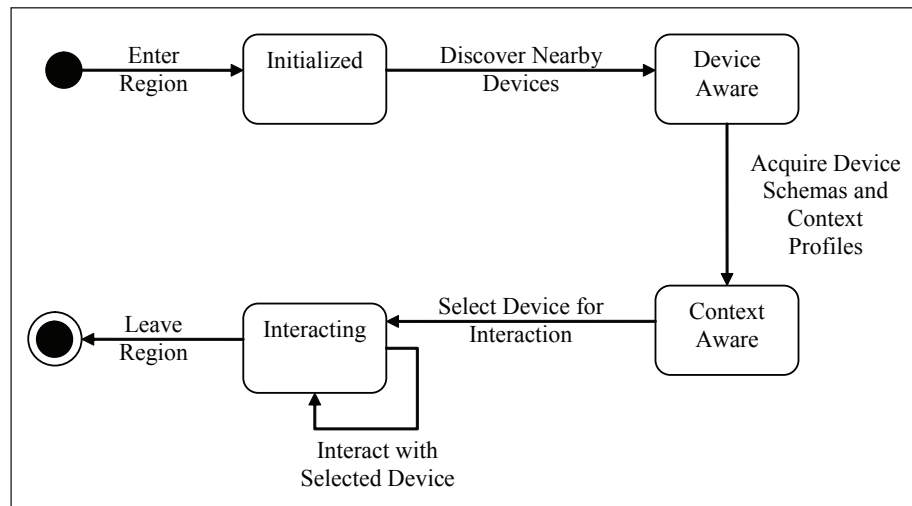 Enter
Region
Initialized
Discover Nearby
Devices
Device
Aware
Acquire Device
Schemas and
Context
Profiles
Context
Aware
Select Device for
Interaction
Interacting
Leave
Region
Interact with
Selected Device